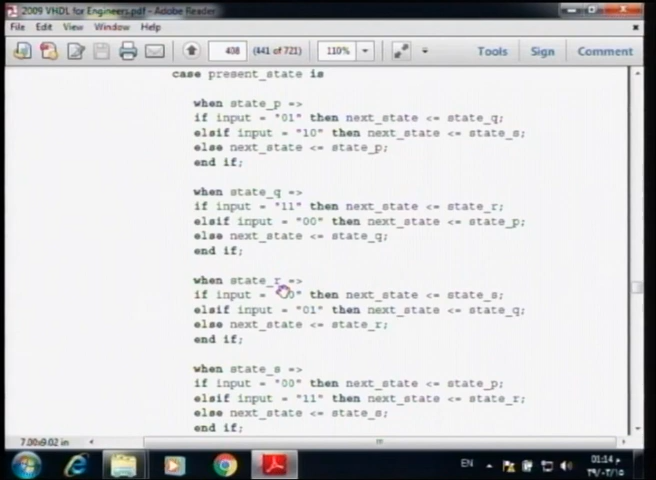 2009 VHDL for Engineers.pdf - Adobe Reader
File Edit View Window Help
408 (441 of 721) 110% Tools Sign Comment
case present_state is
when state_p =>
if input = "01" then next_state <= state_q;
elsif input = "10" then next_state <= state_s;
else next_state <= state_p;
end if;
when state_q =>
if input = "11" then next_state <= state_r;
elsif input = "00" then next_state <= state_p;
else next_state <= state_q;
end if;
when state_r =>
if input = 0" then next_state <= state_s;
elsif input = "01" then next_state <= state_q;
else next_state <= state_r;
end if;
when state_s =>
if input = "00" then next_state <= state_p;
elsif input = "11" then next_state <= state_r;
else next_state <= state_s;
end if;
7.00x9.02 in
EN
01:14 م